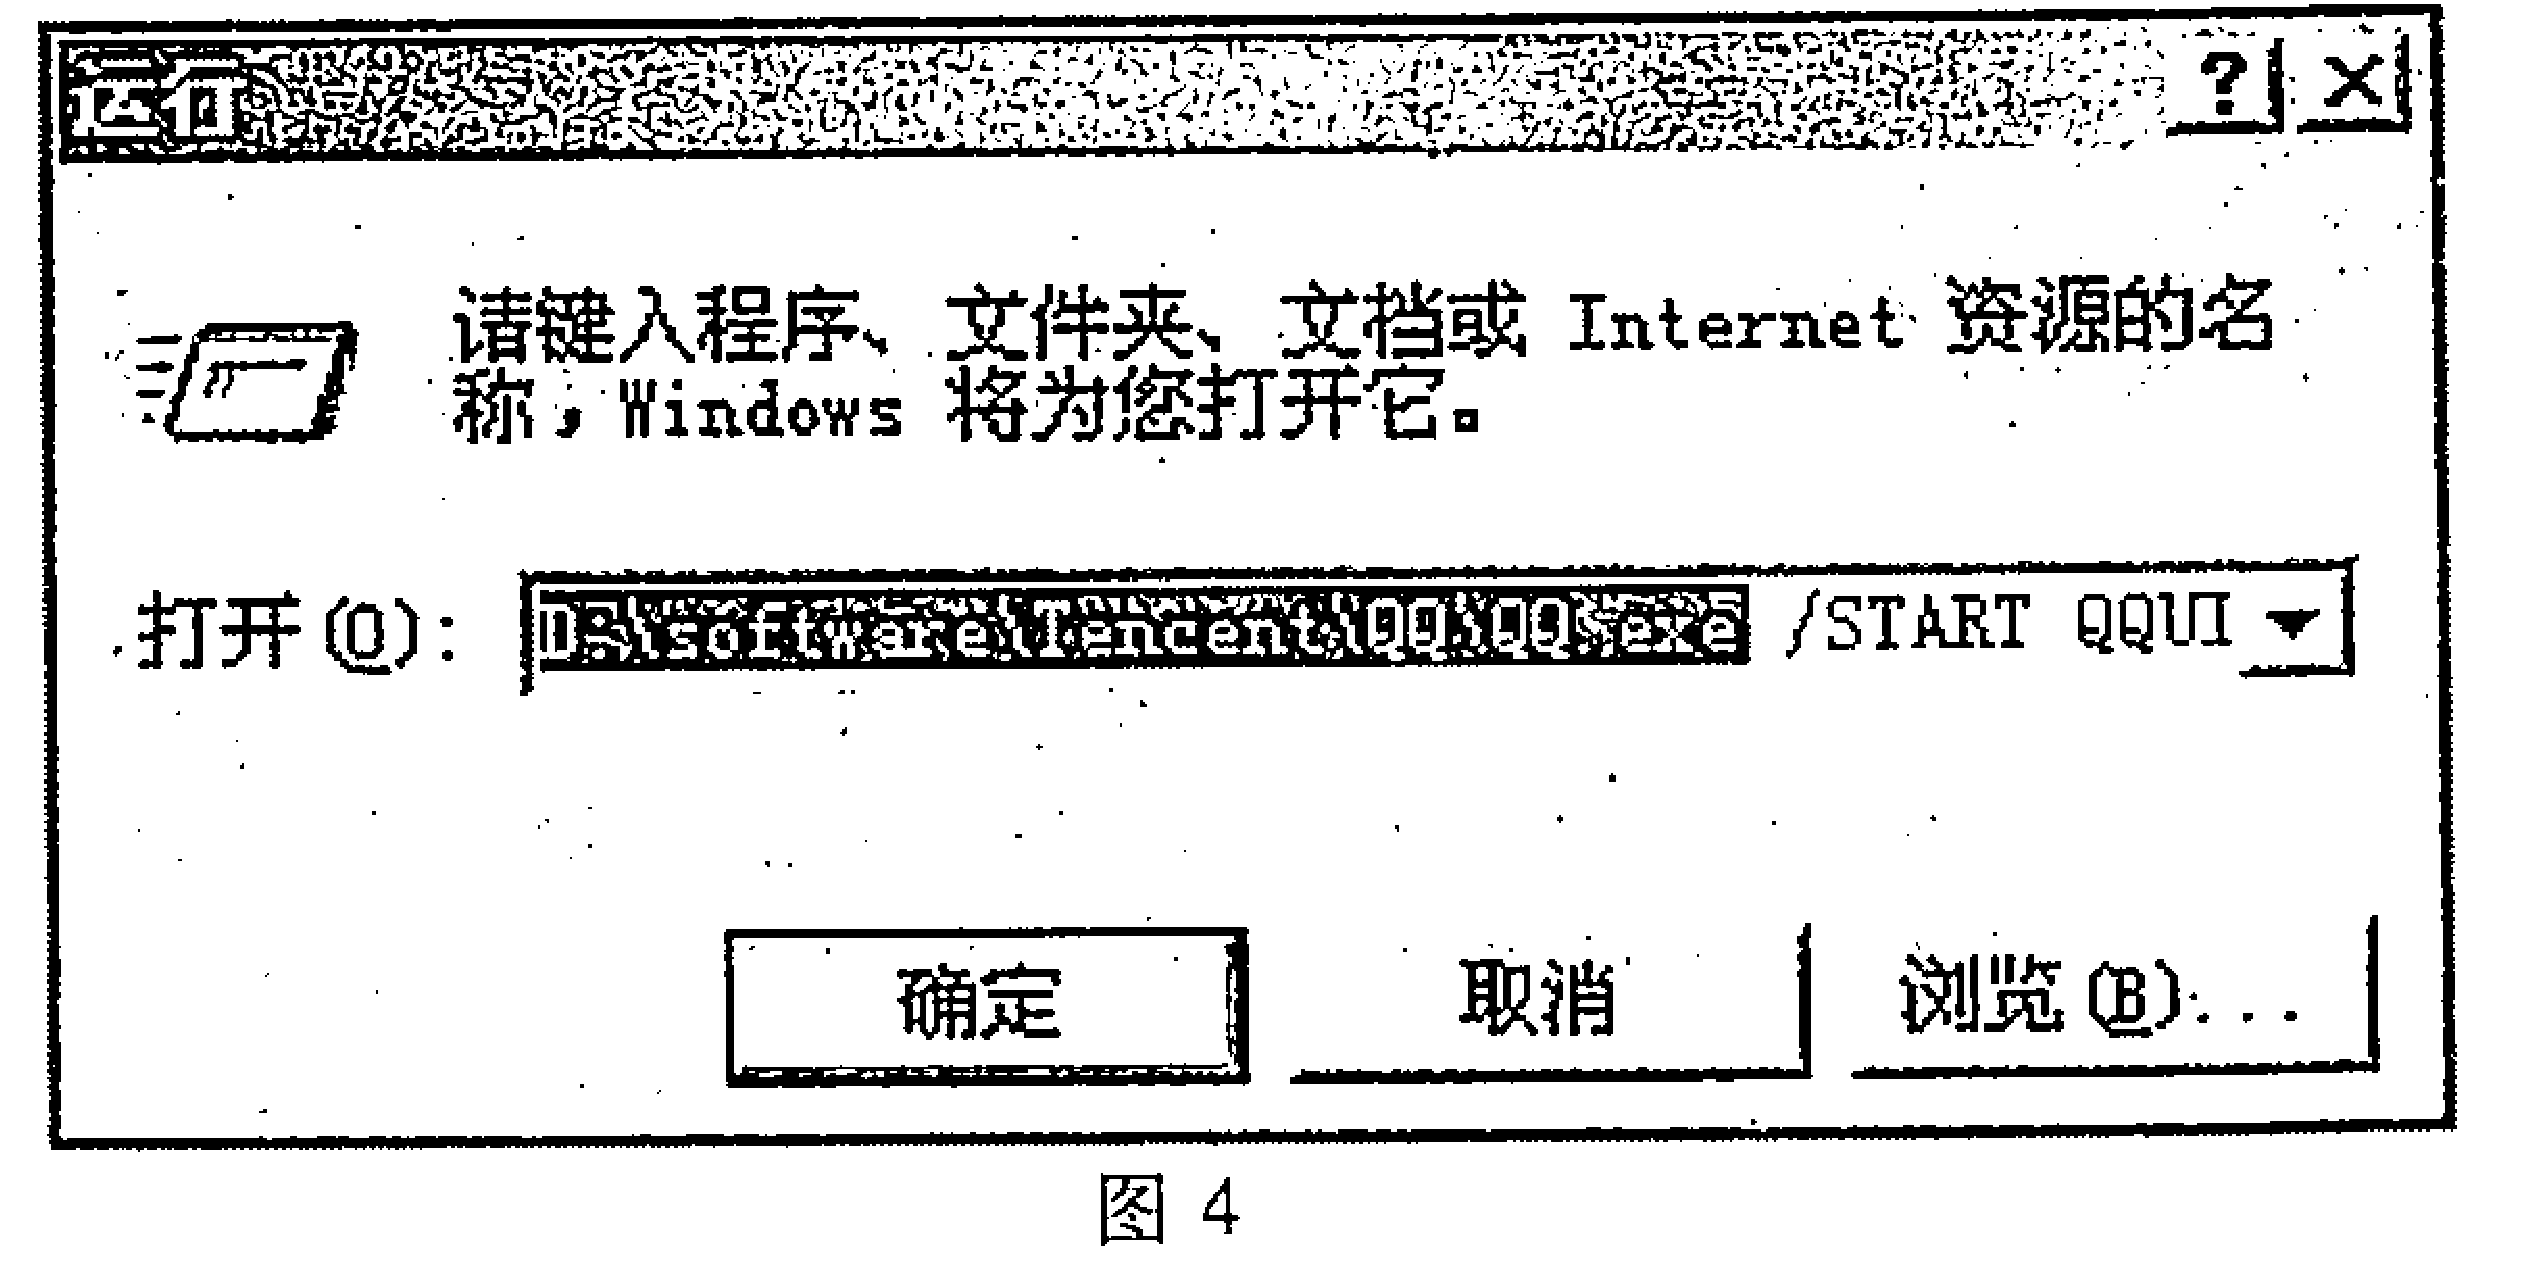 运行
请键入程序、文件夹、文档或 Internet 资源的名
称，Windows 将为您打开它。
打开(O): D:\software\Tencent\QQ\QQ.exe /START QQUI
确定 取消 浏览(B)...
图 4